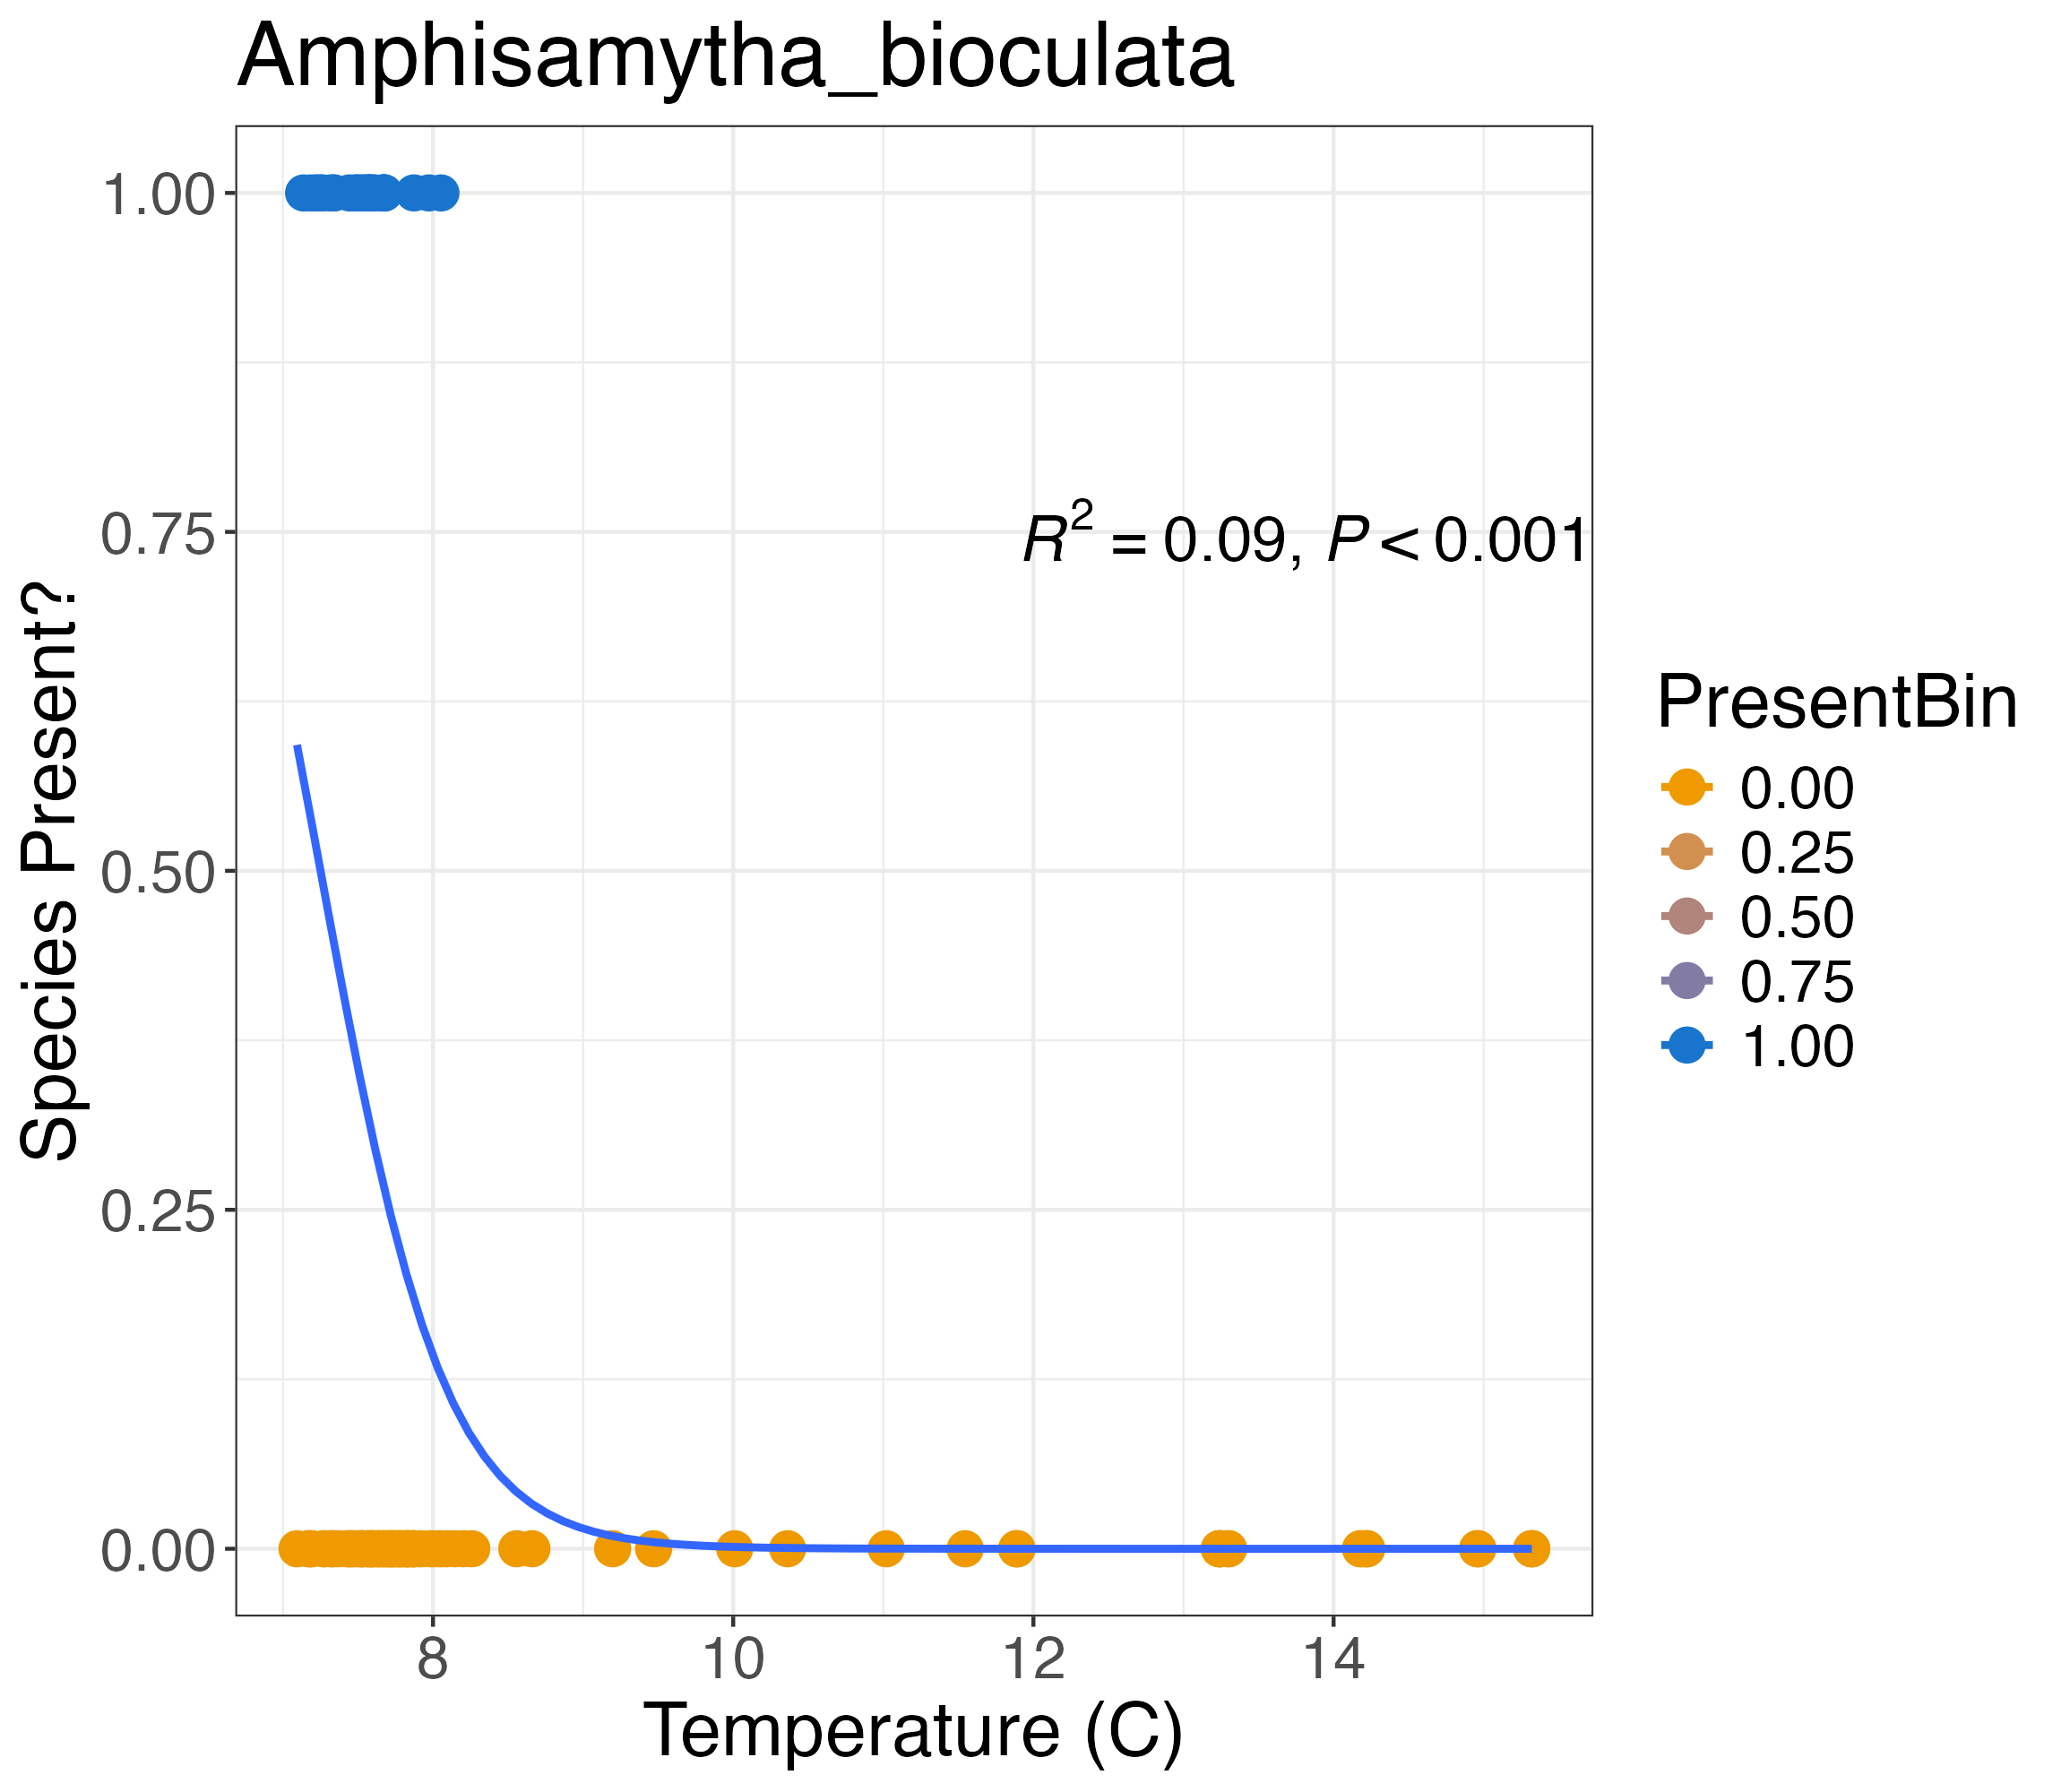 Amphisamytha_bioculata
1.00
0.75
0.50
0.25
0.00
Species Present?
R² = 0.09, P < 0.001
8 10 12 14
Temperature (C)
PresentBin
0.00
0.25
0.50
0.75
1.00